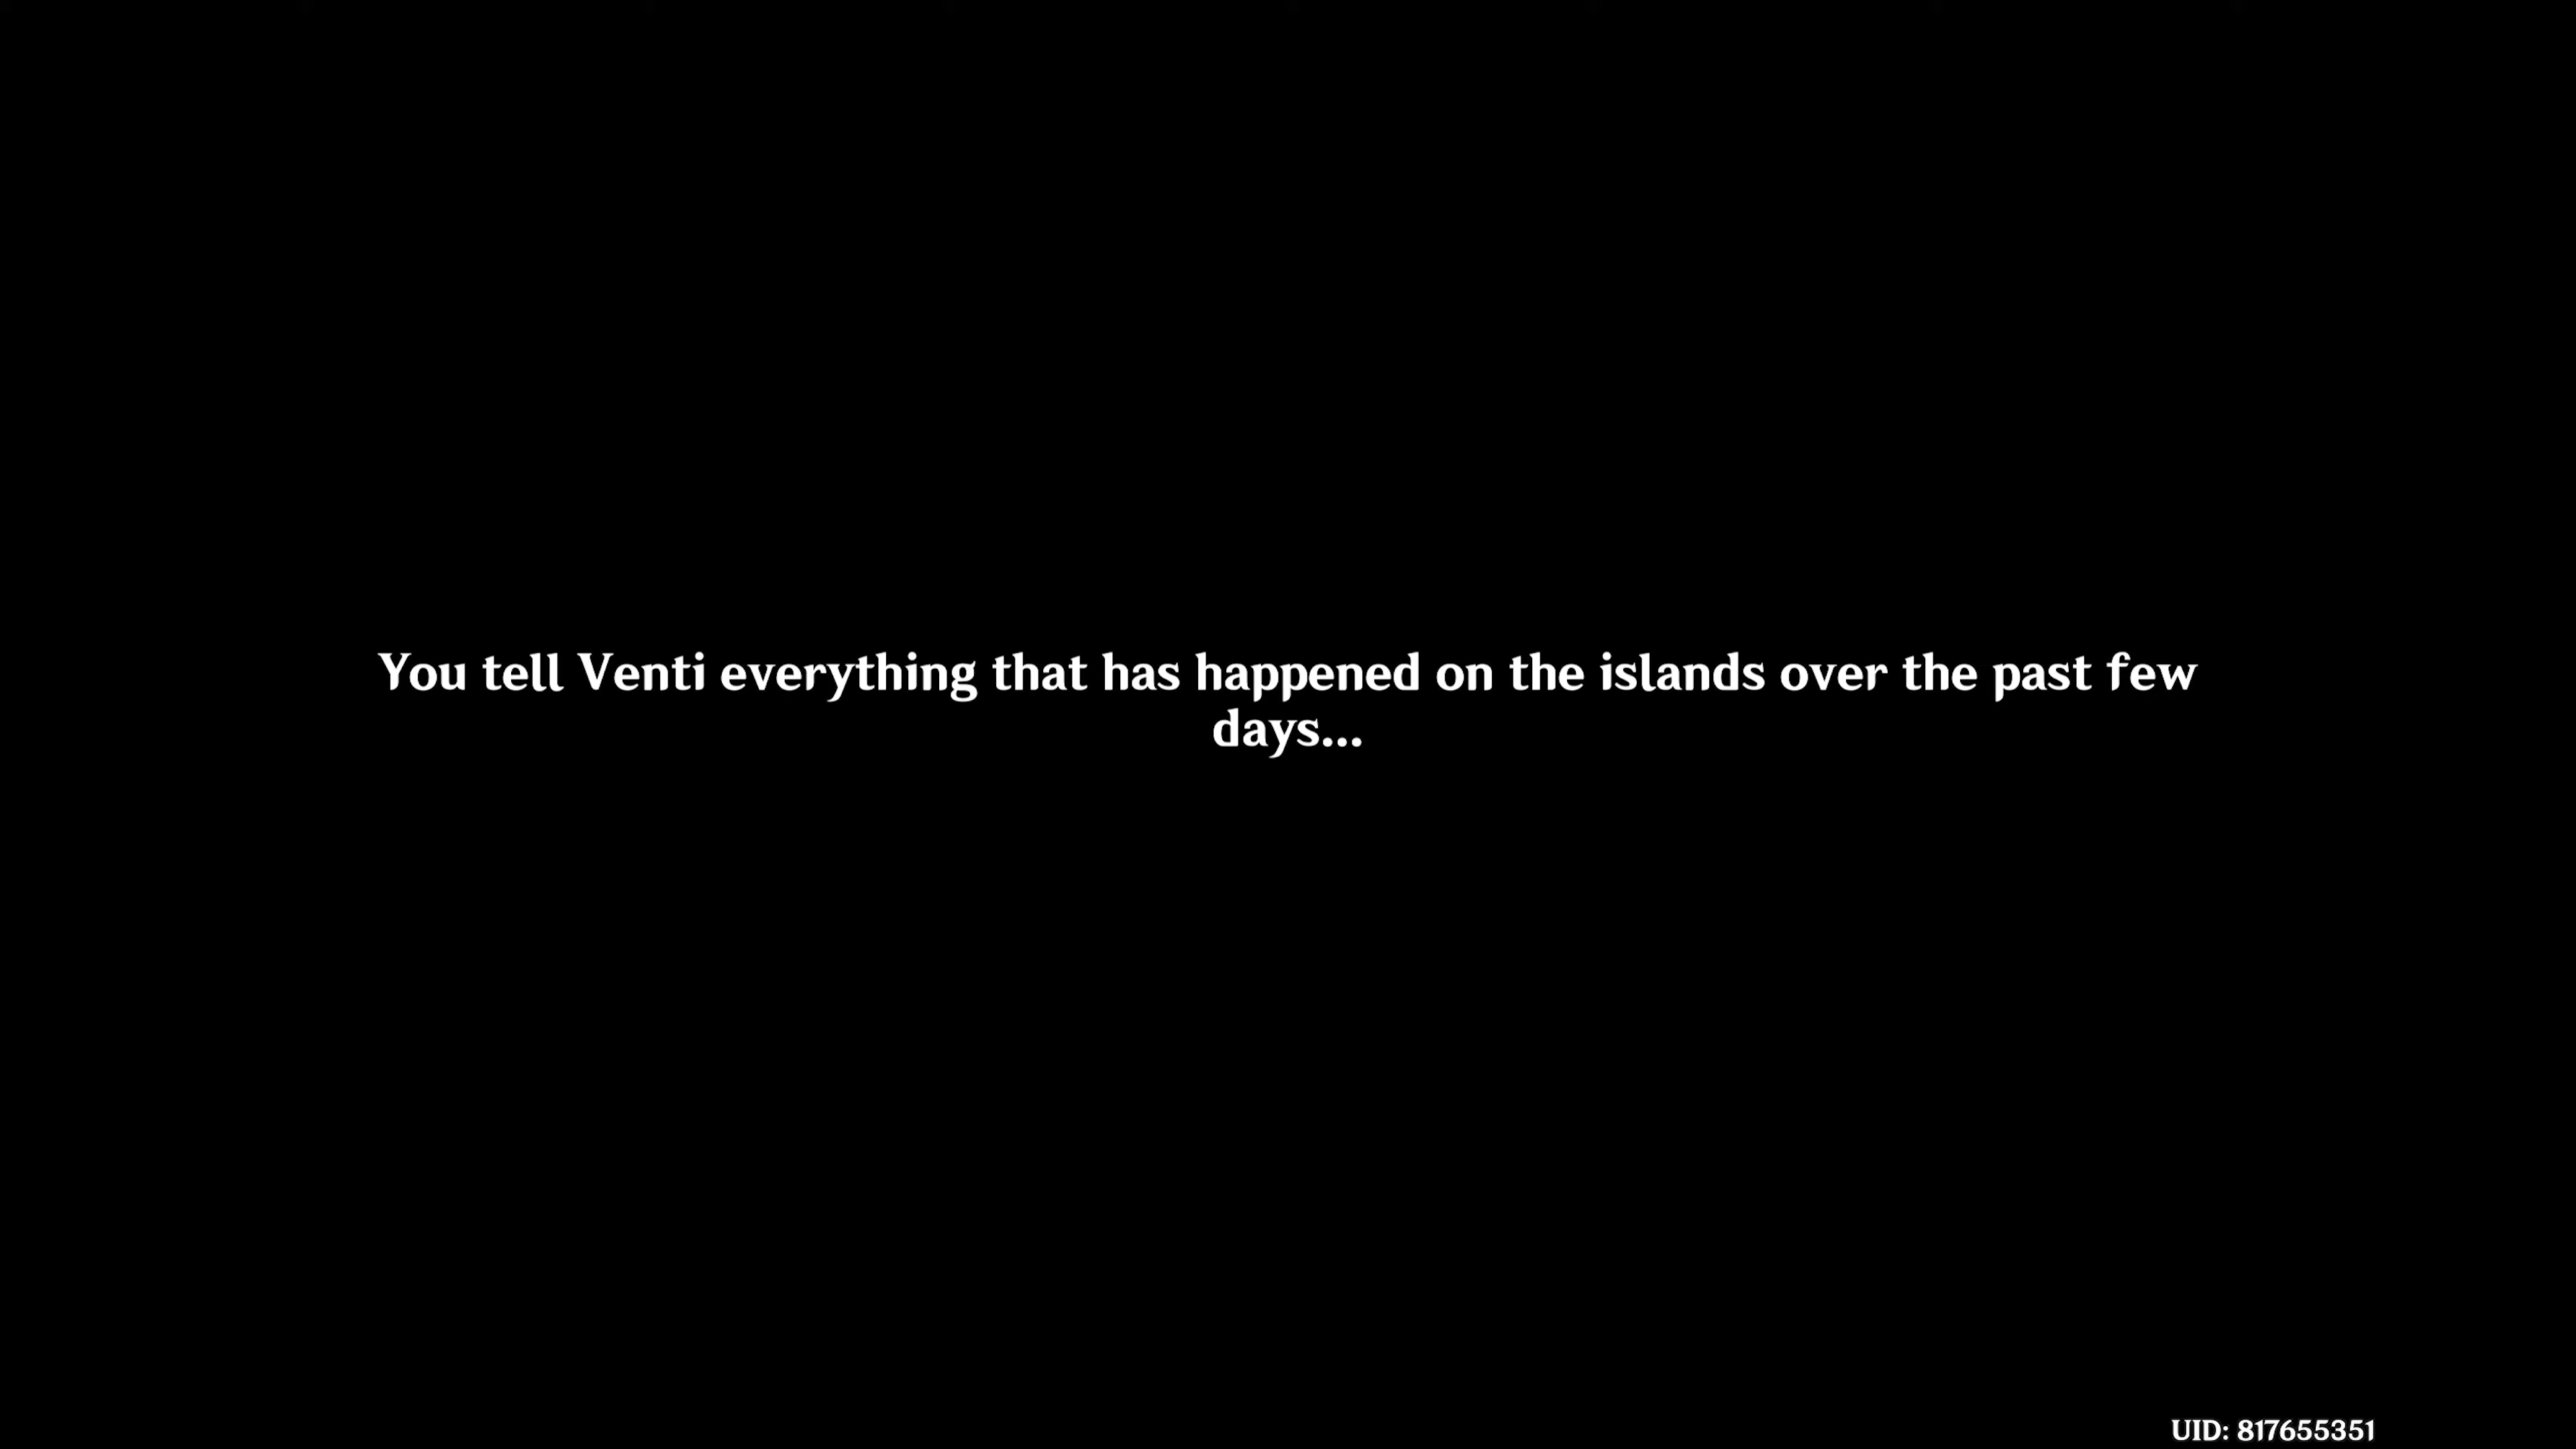 You tell Venti everything that has happened on the islands over the past few
days...
UID: 817655351